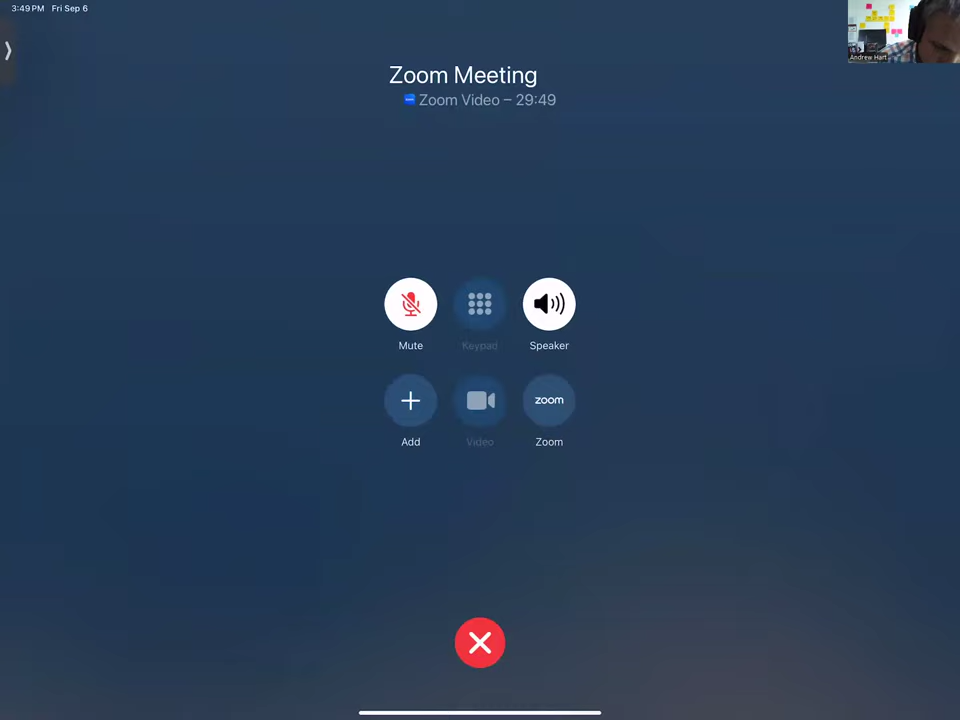 3:49 PM Fri Sep 6
Andrew Hart
Zoom Meeting
Zoom Video – 29:49
Mute
Keypad
Speaker
zoom
Add
Video
Zoom